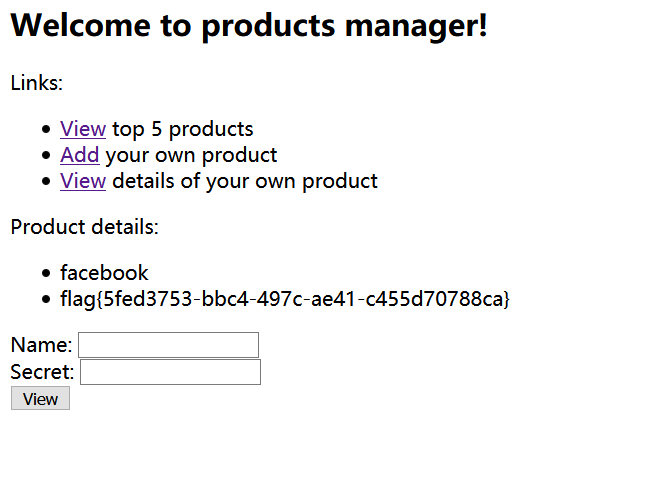 Welcome to products manager!
Links:
View top 5 products
Add your own product
View details of your own product
Product details:
facebook
flag{5fed3753-bbc4-497c-ae41-c455d70788ca}
Name:
Secret:
View